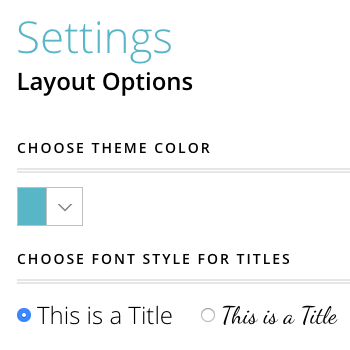 Settings
Layout Options
CHOOSE THEME COLOR
CHOOSE FONT STYLE FOR TITLES
This is a Title This is a Title